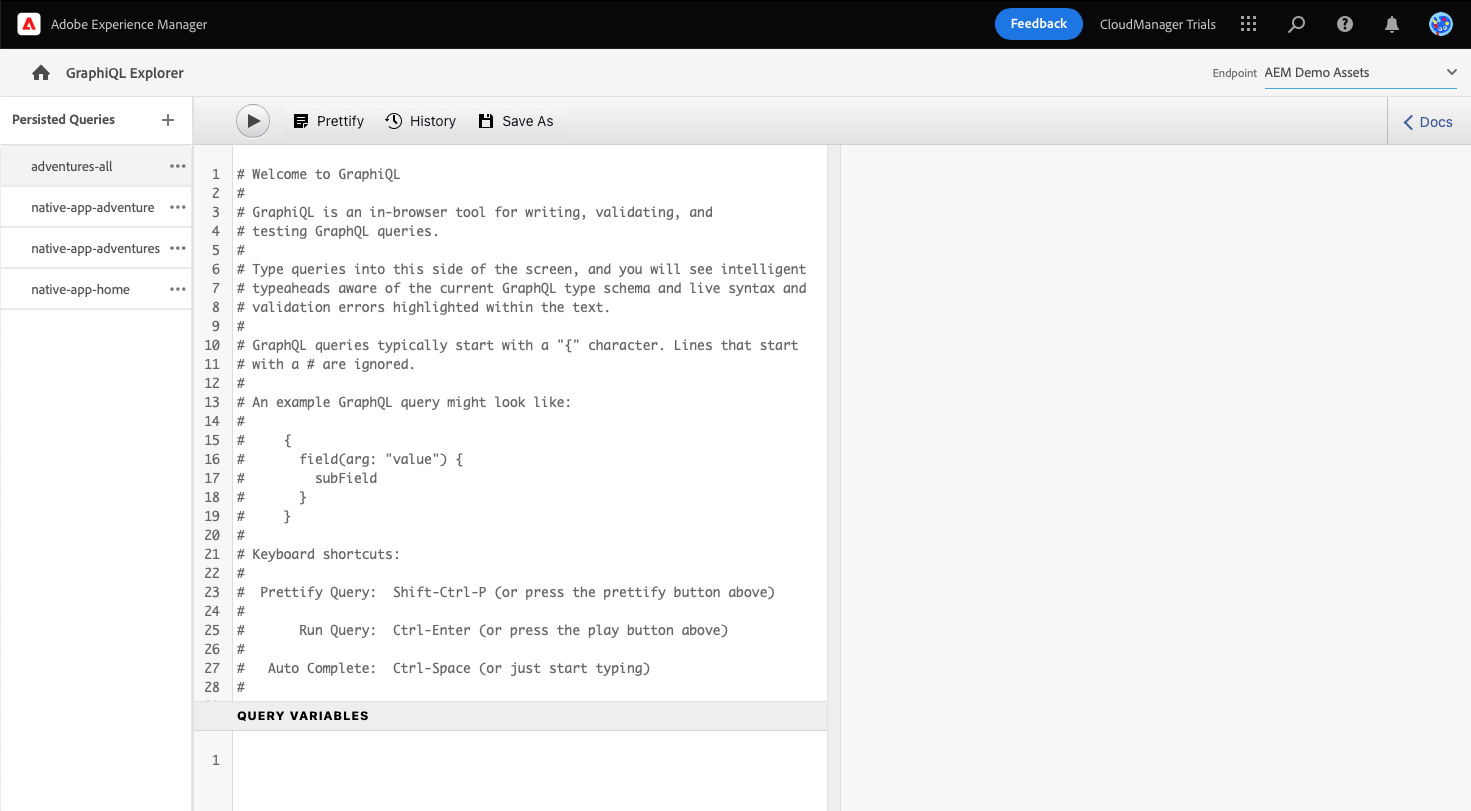 Adobe Experience Manager
Feedback
CloudManager Trials
GraphiQL Explorer
Endpoint AEM Demo Assets
Persisted Queries
adventures-all
native-app-adventure
native-app-adventures
native-app-home
Prettify
History
Save As
Docs
1 # Welcome to GraphiQL
2 #
3 # GraphiQL is an in-browser tool for writing, validating, and
4 # testing GraphQL queries.
5 #
6 # Type queries into this side of the screen, and you will see intelligent
7 # typeaheads aware of the current GraphQL type schema and live syntax and
8 # validation errors highlighted within the text.
9 #
10 # GraphQL queries typically start with a "{" character. Lines that start
11 # with a # are ignored.
12 #
13 # An example GraphQL query might look like:
14 #
15 #     {
16 #       field(arg: "value") {
17 #         subField
18 #       }
19 #     }
20 #
21 # Keyboard shortcuts:
22 #
23 #  Prettify Query:  Shift-Ctrl-P (or press the prettify button above)
24 #
25 #       Run Query:  Ctrl-Enter (or press the play button above)
26 #
27 #   Auto Complete:  Ctrl-Space (or just start typing)
28 #
QUERY VARIABLES
1